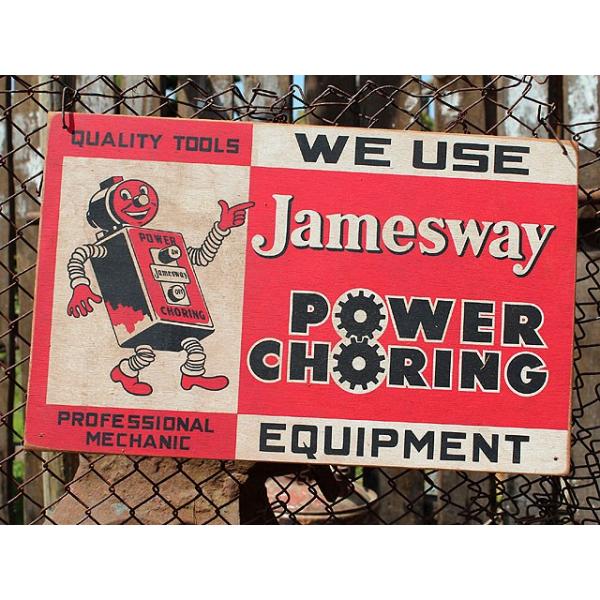 QUALITY TOOLS
WE USE
Jamesway
POWER
CHORING
EQUIPMENT
POWER
ON
Jamesway
OFF
CHORING
PROFESSIONAL
MECHANIC